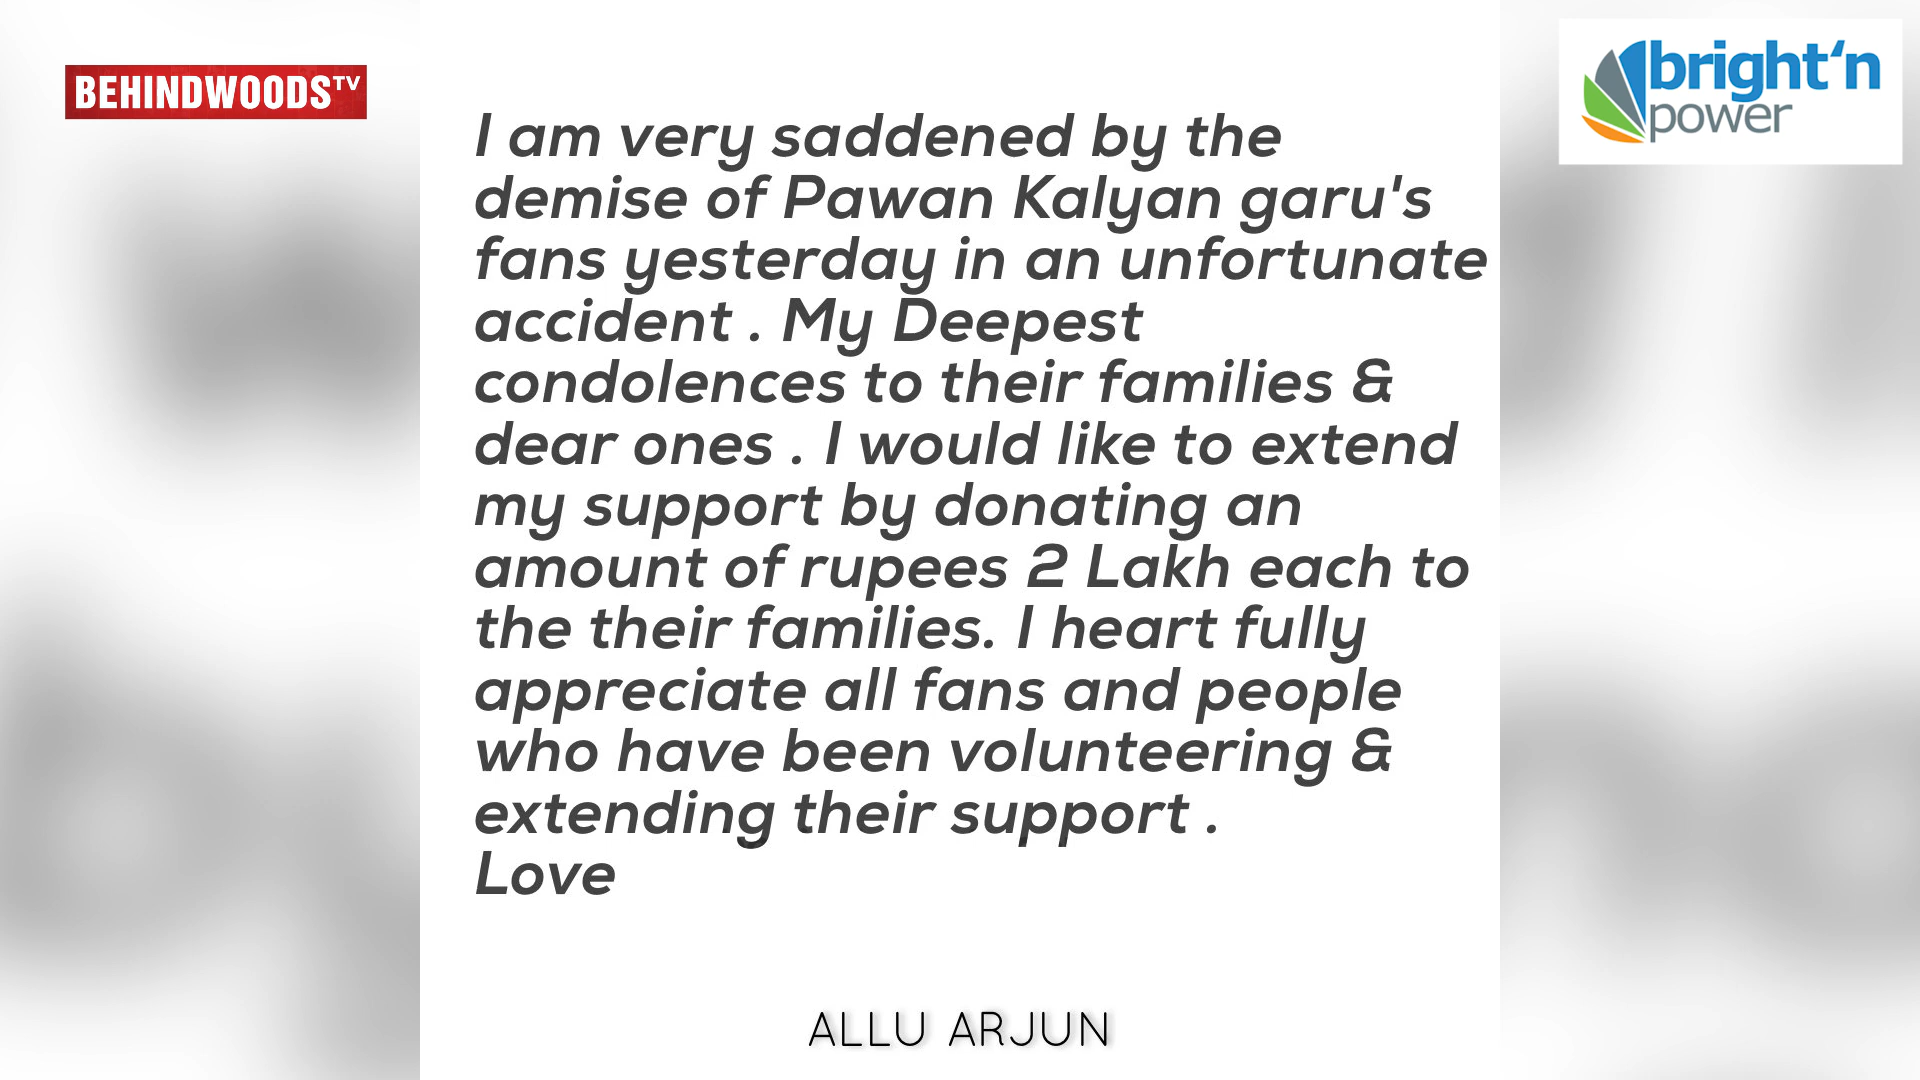 BEHINDWOODS TV
bright‘n
power
I am very saddened by the
demise of Pawan Kalyan garu's
fans yesterday in an unfortunate
accident . My Deepest
condolences to their families &
dear ones . I would like to extend
my support by donating an
amount of rupees 2 Lakh each to
the their families. I heart fully
appreciate all fans and people
who have been volunteering &
extending their support .
Love
ALLU ARJUN